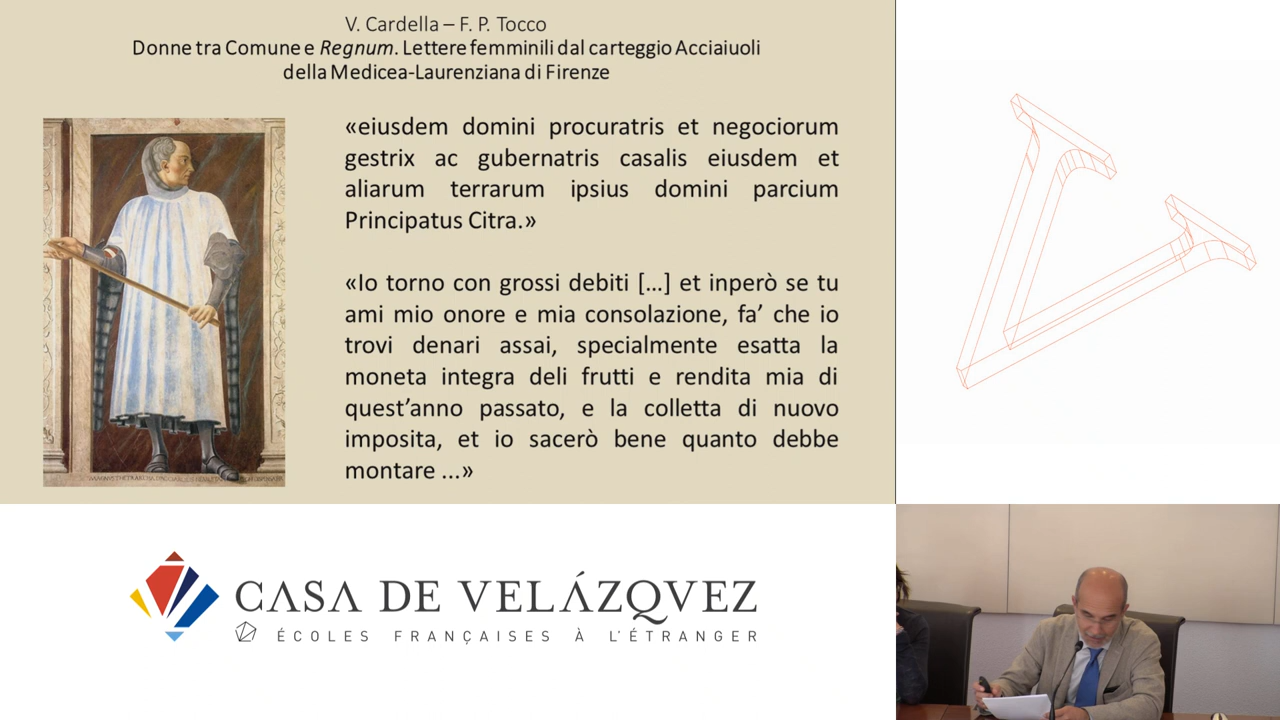 V. Cardella – F. P. Tocco
Donne tra Comune e Regnum. Lettere femminili dal carteggio Acciaiuoli
della Medicea-Laurenziana di Firenze
«eiusdem domini procuratris et negociorum
gestrix ac gubernatris casalis eiusdem et
aliarum terrarum ipsius domini parcium
Principatus Citra.»
«Io torno con grossi debiti [...] et inperò se tu
ami mio onore e mia consolazione, fa’ che io
trovi denari assai, specialmente esatta la
moneta integra deli frutti e rendita mia di
quest’anno passato, e la colletta di nuovo
imposita, et io sacerò bene quanto debbe
montare ...»
CASA DE VELÁZQVEZ
ÉCOLES FRANÇAISES À L'ÉTRANGER